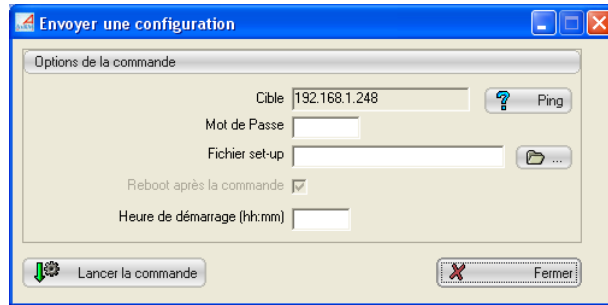 Envoyer une configuration
Options de la commande
Cible 192.168.1.248 Ping
Mot de Passe
Fichier set-up ...
Reboot après la commande
Heure de démarrage (hh:mm)
Lancer la commande Fermer